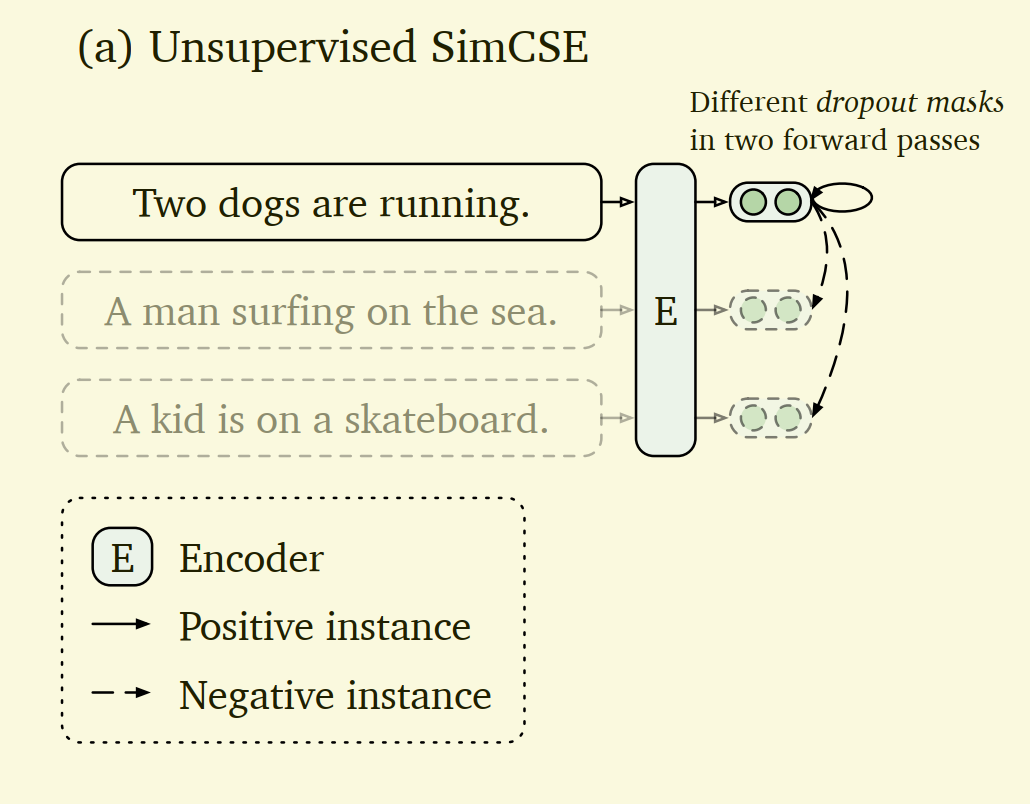 (a) Unsupervised SimCSE
Different dropout masks
in two forward passes
Two dogs are running.
A man surfing on the sea.
E
A kid is on a skateboard.
E Encoder
Positive instance
Negative instance